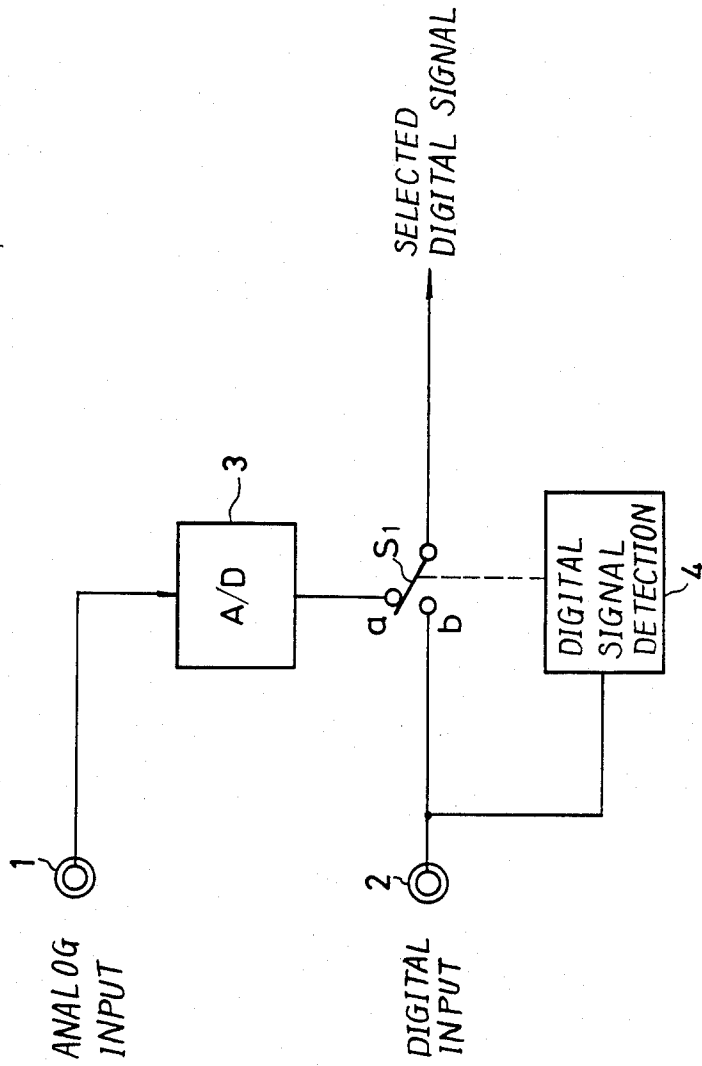 ANALOG
INPUT
1
3
A/D
a
S1
b
SELECTED
DIGITAL SIGNAL
DIGITAL
INPUT
2
DIGITAL
SIGNAL
DETECTION
4